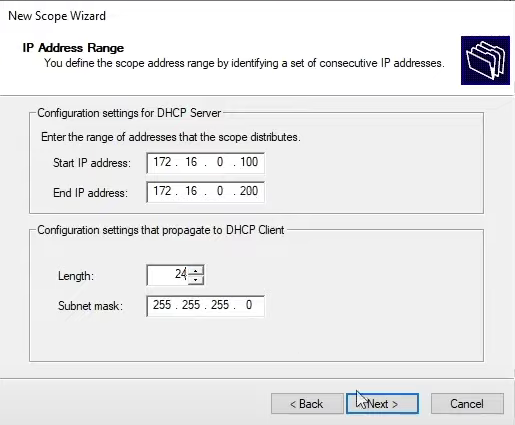 New Scope Wizard
IP Address Range
You define the scope address range by identifying a set of consecutive IP addresses.
Configuration settings for DHCP Server
Enter the range of addresses that the scope distributes.
Start IP address: 172 . 16 . 0 . 100
End IP address: 172 . 16 . 0 . 200
Configuration settings that propagate to DHCP Client
Length: 24
Subnet mask: 255 . 255 . 255 . 0
< Back Next > Cancel